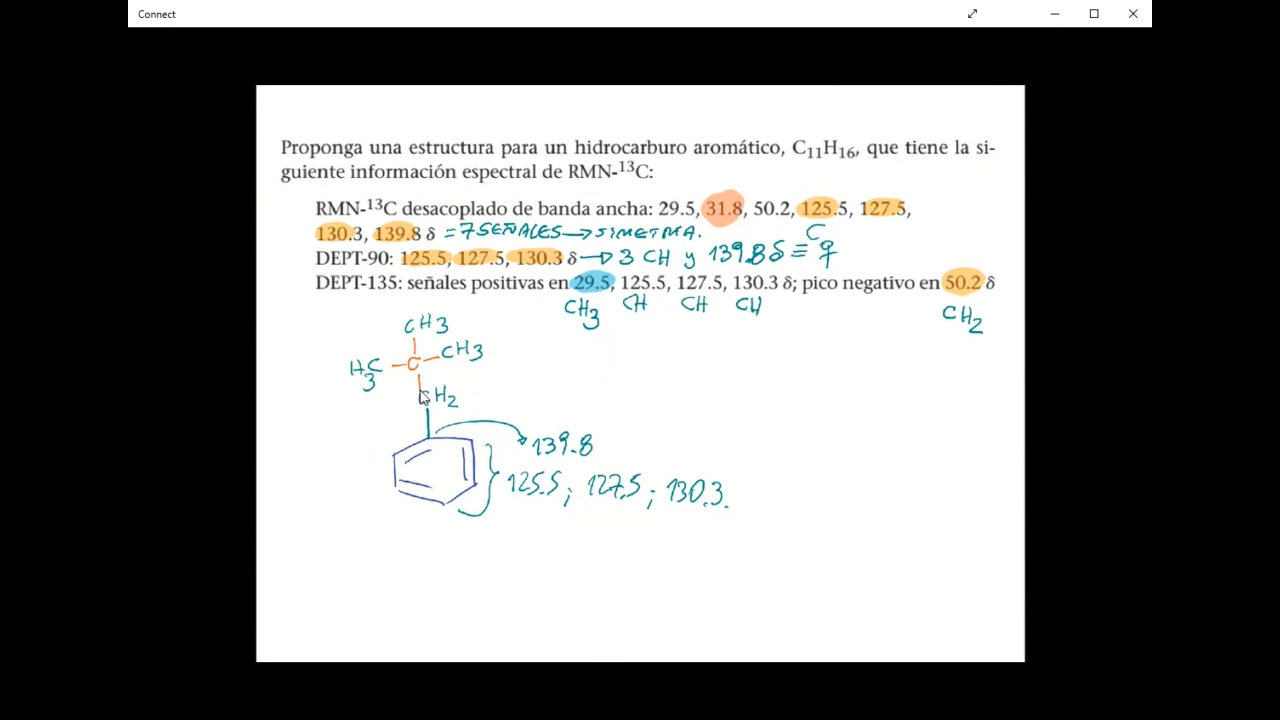 Connect
Proponga una estructura para un hidrocarburo aromático, C₁₁H₁₆, que tiene la si-
guiente información espectral de RMN-¹³C:
RMN-¹³C desacoplado de banda ancha: 29.5, 31.8, 50.2, 125.5, 127.5,
130.3, 139.8 δ = 7 SEÑALES → SIMETRIA.
DEPT-90: 125.5, 127.5, 130.3 δ → 3 CH y 139.8 δ = Cq
DEPT-135: señales positivas en 29.5, 125.5, 127.5, 130.3 δ; pico negativo en 50.2 δ
CH₃ CH CH CH CH₂
CH3
H₃C C CH3
H₂
139.8
125.5; 127.5; 130.3.